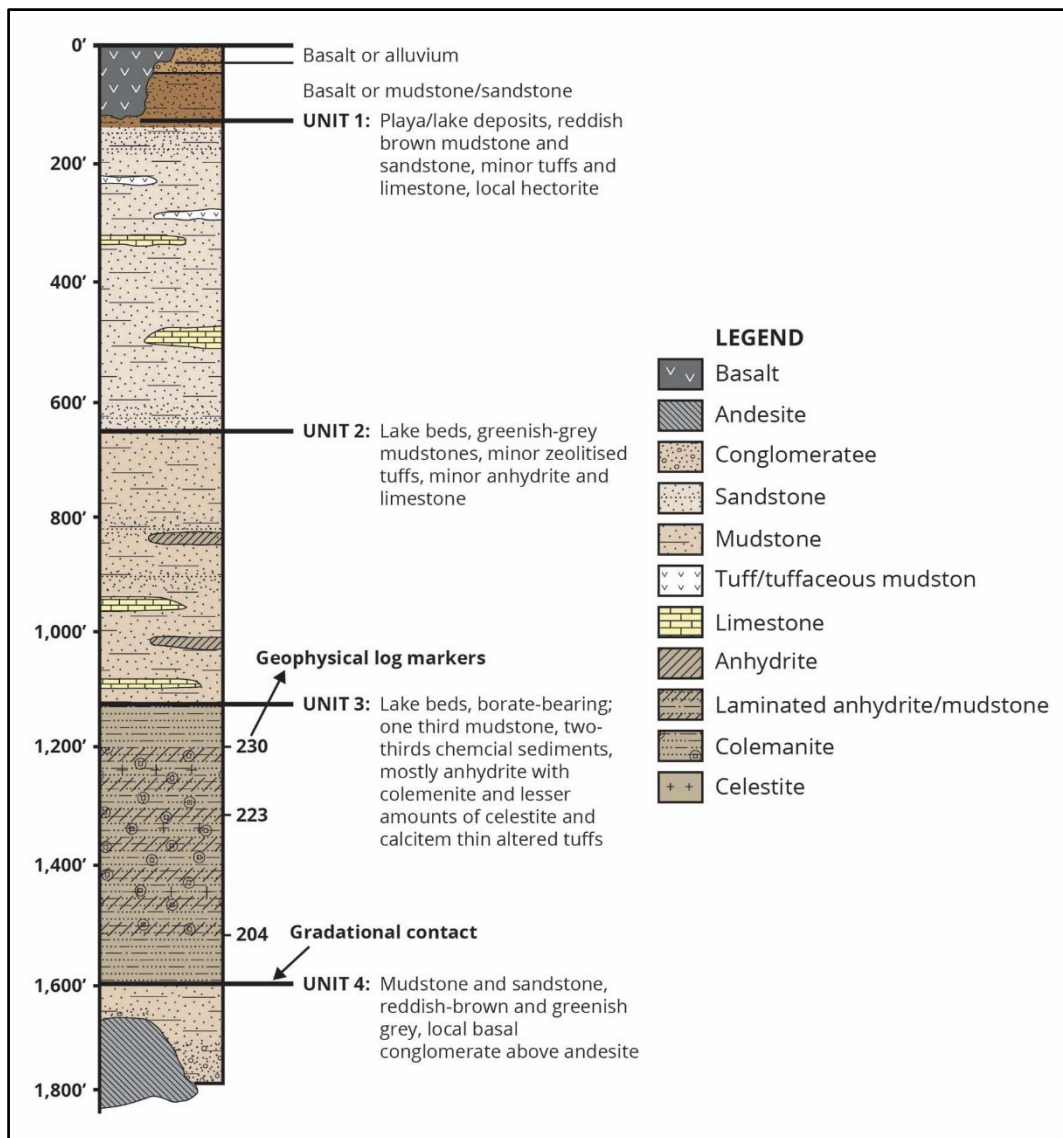 0’
Basalt or alluvium
Basalt or mudstone/sandstone
UNIT 1: Playa/lake deposits, reddish
brown mudstone and
sandstone, minor tuffs and
limestone, local hectorite
200’
400’
600’
UNIT 2: Lake beds, greenish-grey
mudstones, minor zeolitised
tuffs, minor anhydrite and
limestone
800’
1,000’
Geophysical log markers
UNIT 3: Lake beds, borate-bearing;
one third mudstone, two-
thirds chemcial sediments,
mostly anhydrite with
colemenite and lesser
amounts of celestite and
calcitem thin altered tuffs
1,200’
230
223
1,400’
204
Gradational contact
1,600’
UNIT 4: Mudstone and sandstone,
reddish-brown and greenish
grey, local basal
conglomerate above andesite
1,800’
LEGEND
Basalt
Andesite
Conglomeratee
Sandstone
Mudstone
Tuff/tuffaceous mudston
Limestone
Anhydrite
Laminated anhydrite/mudstone
Colemanite
Celestite